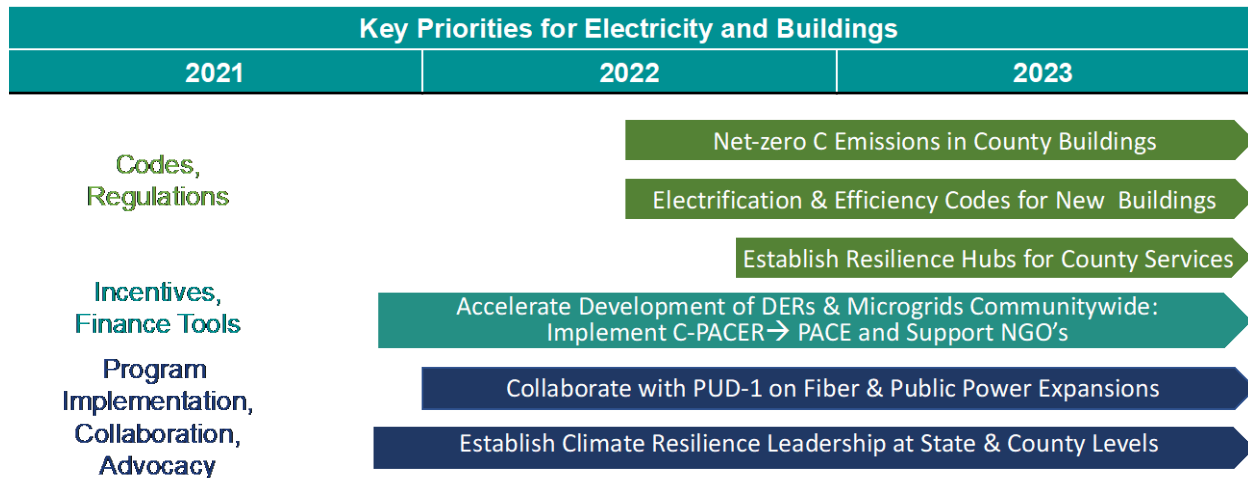 Key Priorities for Electricity and Buildings
2021 2022 2023
Codes,
Regulations
Net-zero C Emissions in County Buildings
Electrification & Efficiency Codes for New Buildings
Establish Resilience Hubs for County Services
Incentives,
Finance Tools
Accelerate Development of DERs & Microgrids Communitywide:
Implement C-PACER→ PACE and Support NGO's
Program
Implementation,
Collaboration,
Advocacy
Collaborate with PUD-1 on Fiber & Public Power Expansions
Establish Climate Resilience Leadership at State & County Levels